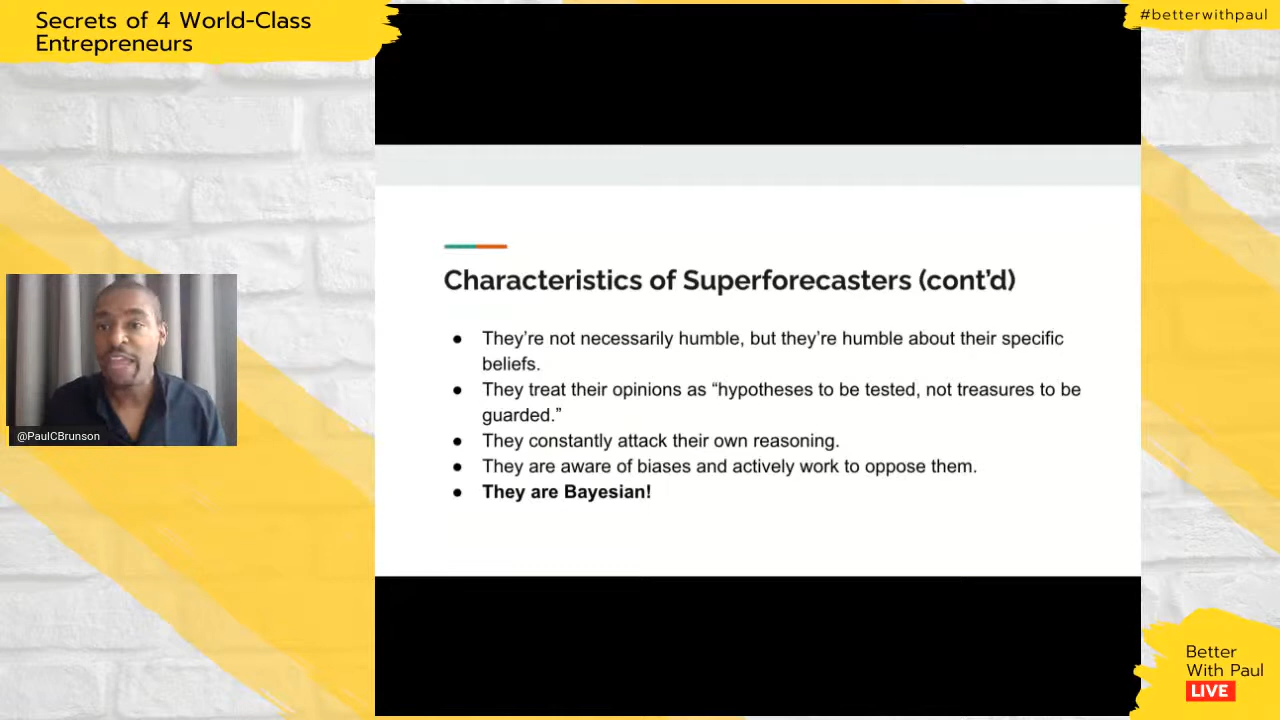 Secrets of 4 World-Class
Entrepreneurs
#betterwithpaul
Characteristics of Superforecasters (cont’d)
● They’re not necessarily humble, but they’re humble about their specific
beliefs.
● They treat their opinions as “hypotheses to be tested, not treasures to be
guarded.”
● They constantly attack their own reasoning.
● They are aware of biases and actively work to oppose them.
● They are Bayesian!
@PaulCBrunson
Better
With Paul
LIVE